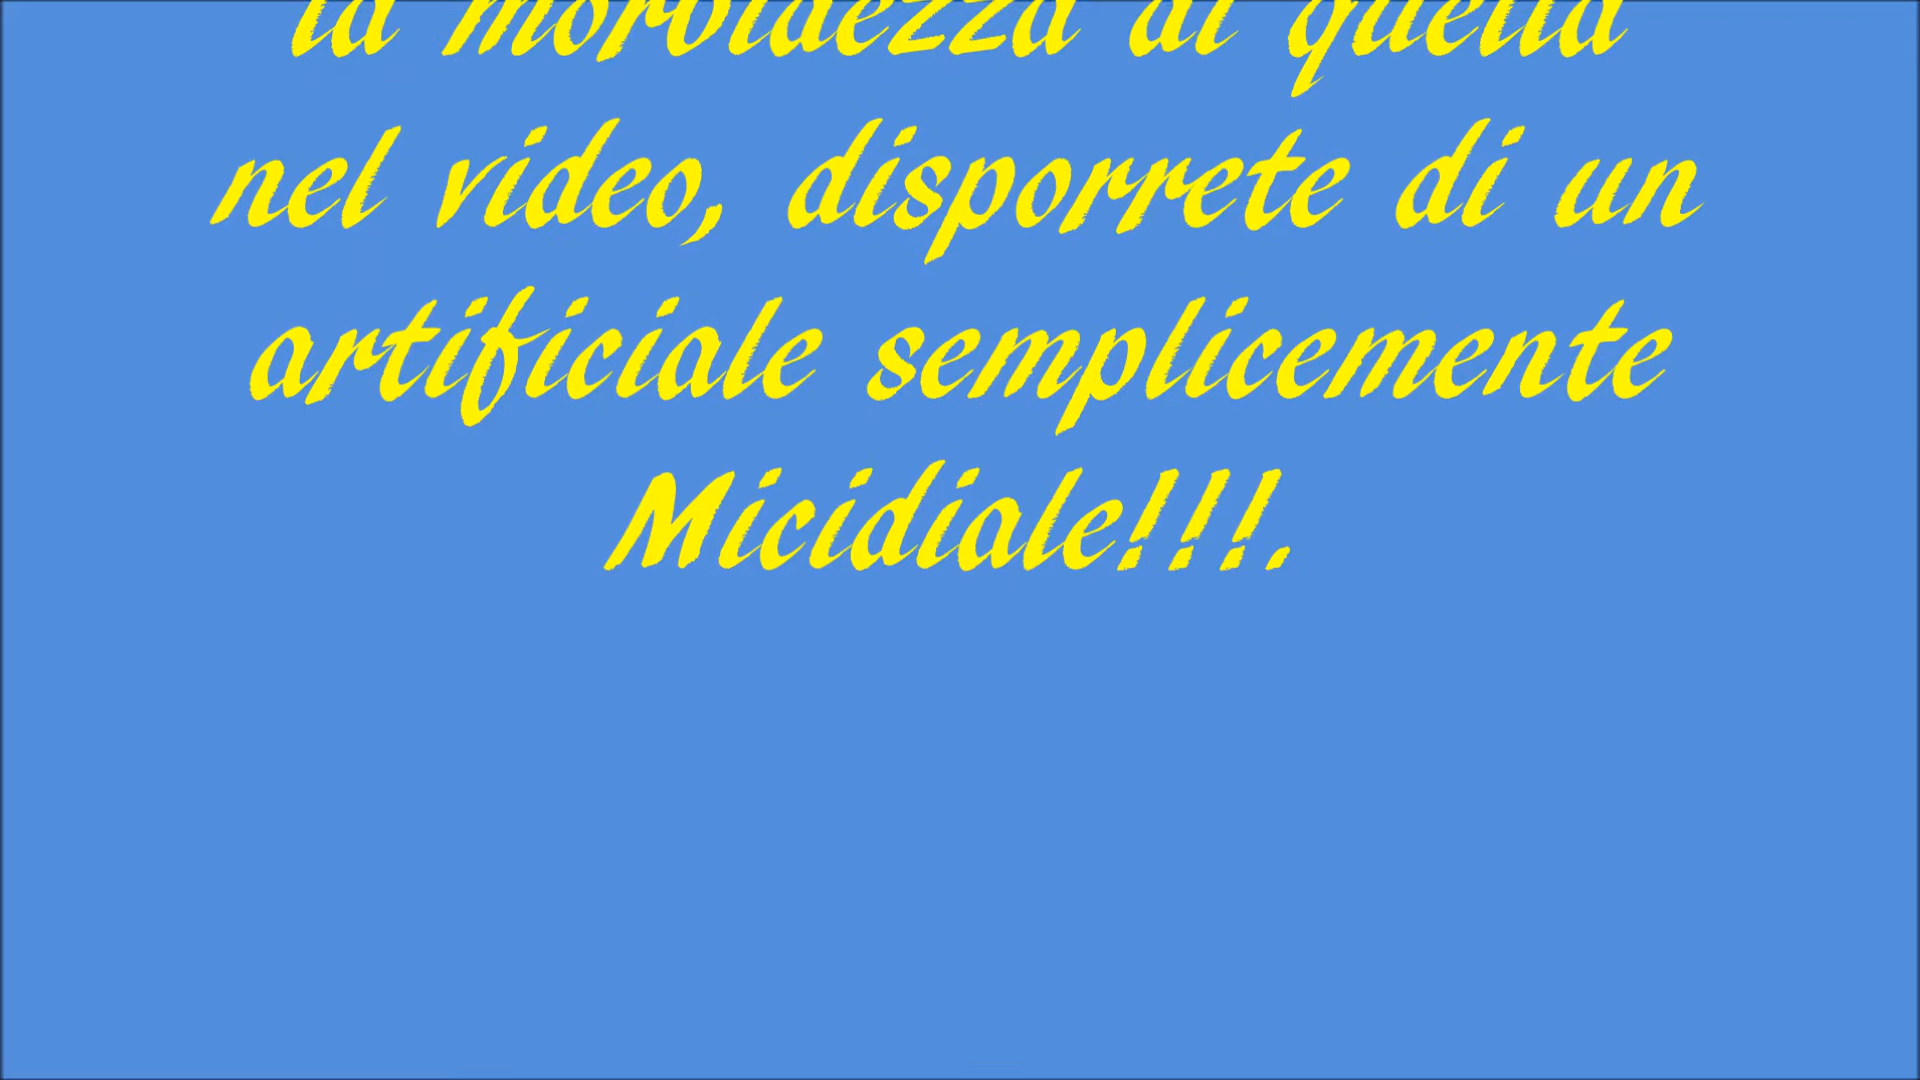 la morbidezza di quella
nel video, disporrete di un
artificiale semplicemente
Micidiale!!!.